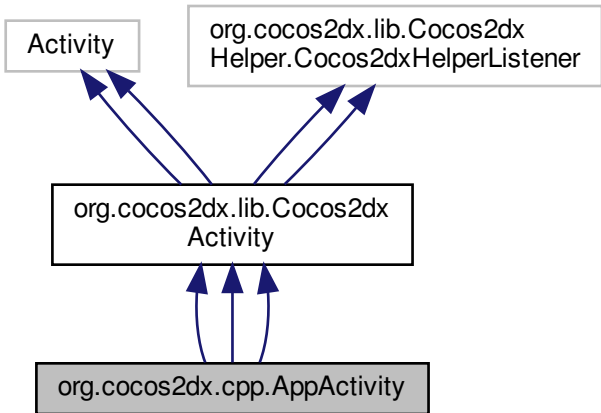 Activity
org.cocos2dx.lib.Cocos2dx
Helper.Cocos2dxHelperListener
org.cocos2dx.lib.Cocos2dx
Activity
org.cocos2dx.cpp.AppActivity